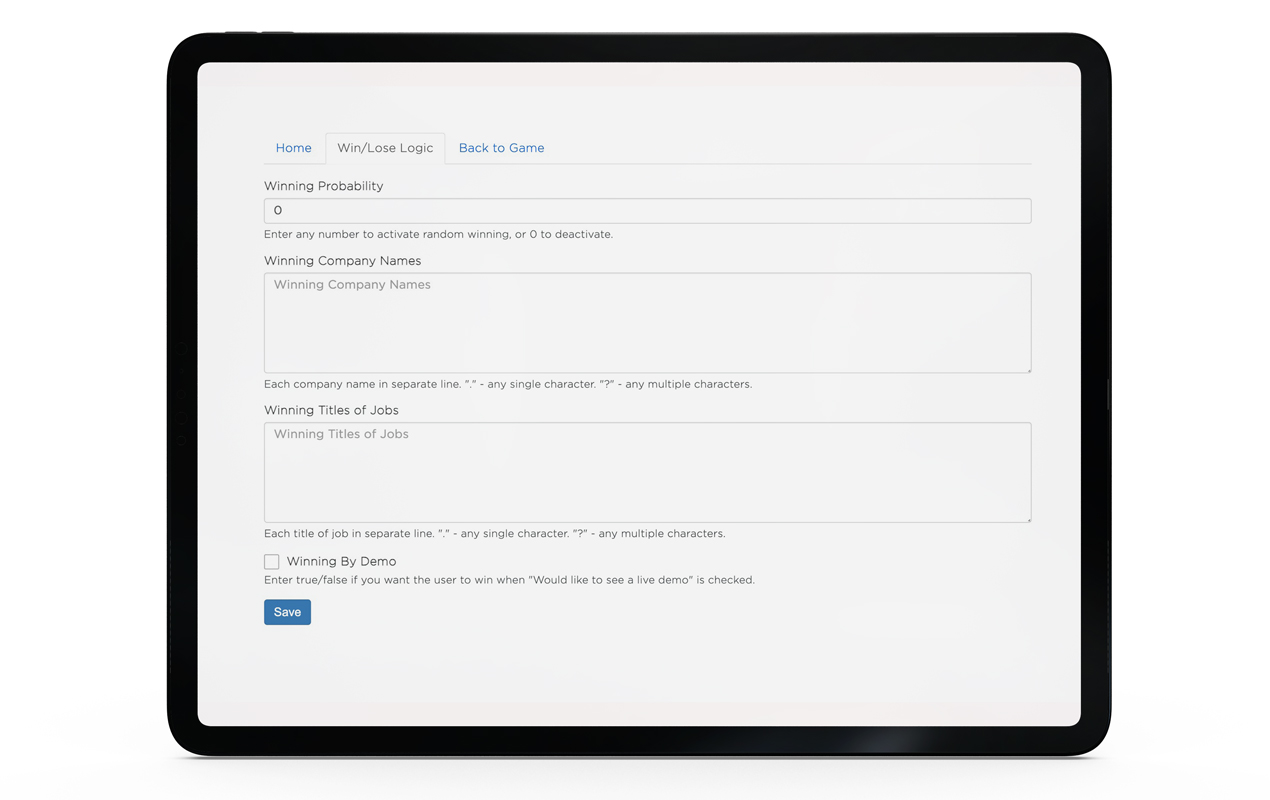 Home Win/Lose Logic Back to Game
Winning Probability
0
Enter any number to activate random winning, or 0 to deactivate.
Winning Company Names
Winning Company Names
Each company name in separate line. "." - any single character. "?" - any multiple characters.
Winning Titles of Jobs
Winning Titles of Jobs
Each title of job in separate line. "." - any single character. "?" - any multiple characters.
Winning By Demo
Enter true/false if you want the user to win when "Would like to see a live demo" is checked.
Save